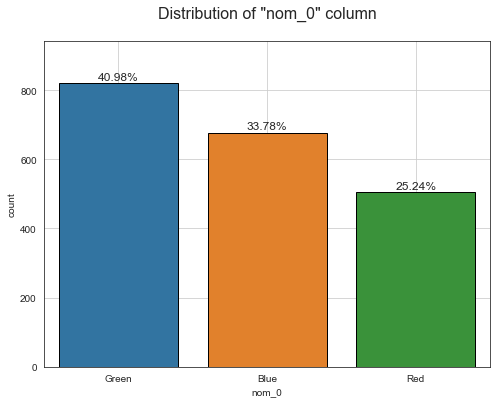 Distribution of "nom_0" column
40.98%
33.78%
25.24%
800
600
400
200
0
count
Green Blue Red
nom_0